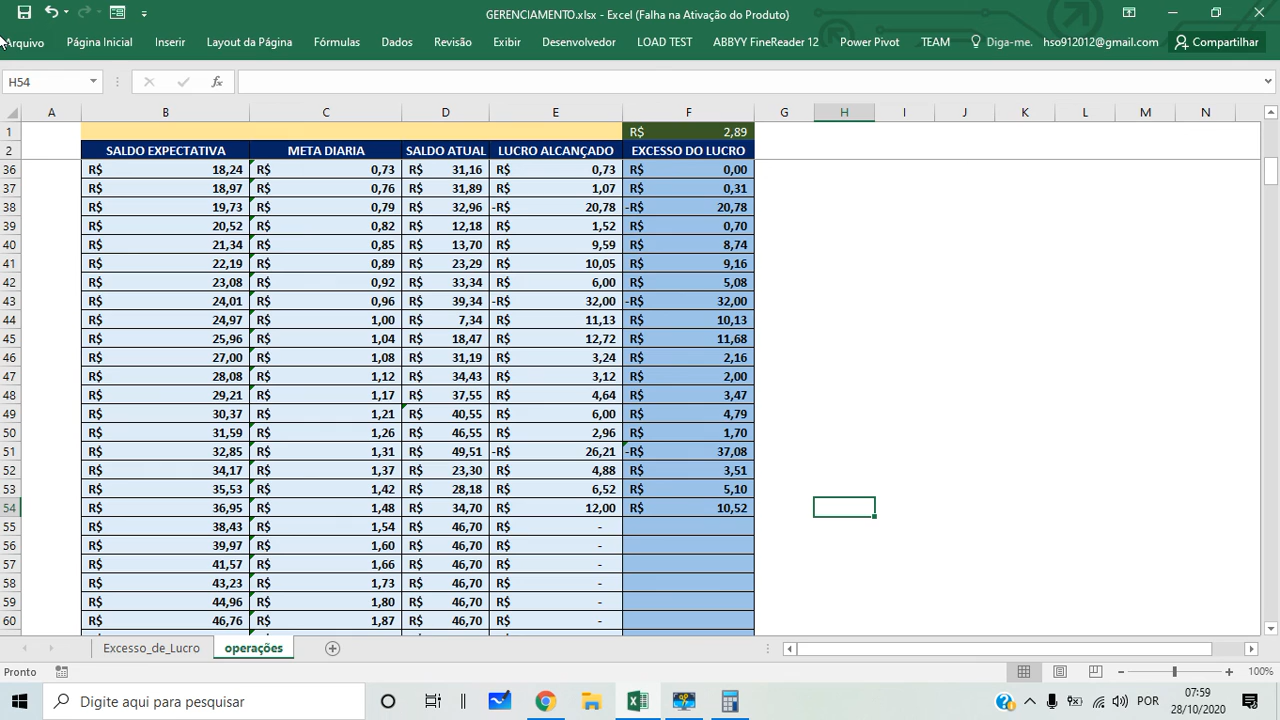 GERENCIAMENTO.xlsx - Excel (Falha na Ativação do Produto)
Arquivo Página Inicial Inserir Layout da Página Fórmulas Dados Revisão Exibir Desenvolvedor LOAD TEST ABBYY FineReader 12 Power Pivot TEAM Diga-me. hso912012@gmail.com Compartilhar
H54 fx
A B C D E F G H I J K L M N
1 R$ 2,89
2 SALDO EXPECTATIVA META DIARIA SALDO ATUAL LUCRO ALCANÇADO EXCESSO DO LUCRO
36 R$ 18,24 R$ 0,73 R$ 31,16 R$ 0,73 R$ 0,00
37 R$ 18,97 R$ 0,76 R$ 31,89 R$ 1,07 R$ 0,31
38 R$ 19,73 R$ 0,79 R$ 32,96 -R$ 20,78 -R$ 20,78
39 R$ 20,52 R$ 0,82 R$ 12,18 R$ 1,52 R$ 0,70
40 R$ 21,34 R$ 0,85 R$ 13,70 R$ 9,59 R$ 8,74
41 R$ 22,19 R$ 0,89 R$ 23,29 R$ 10,05 R$ 9,16
42 R$ 23,08 R$ 0,92 R$ 33,34 R$ 6,00 R$ 5,08
43 R$ 24,01 R$ 0,96 R$ 39,34 -R$ 32,00 -R$ 32,00
44 R$ 24,97 R$ 1,00 R$ 7,34 R$ 11,13 R$ 10,13
45 R$ 25,96 R$ 1,04 R$ 18,47 R$ 12,72 R$ 11,68
46 R$ 27,00 R$ 1,08 R$ 31,19 R$ 3,24 R$ 2,16
47 R$ 28,08 R$ 1,12 R$ 34,43 R$ 3,12 R$ 2,00
48 R$ 29,21 R$ 1,17 R$ 37,55 R$ 4,64 R$ 3,47
49 R$ 30,37 R$ 1,21 R$ 40,55 R$ 6,00 R$ 4,79
50 R$ 31,59 R$ 1,26 R$ 46,55 R$ 2,96 R$ 1,70
51 R$ 32,85 R$ 1,31 R$ 49,51 -R$ 26,21 -R$ 37,08
52 R$ 34,17 R$ 1,37 R$ 23,30 R$ 4,88 R$ 3,51
53 R$ 35,53 R$ 1,42 R$ 28,18 R$ 6,52 R$ 5,10
54 R$ 36,95 R$ 1,48 R$ 34,70 R$ 12,00 R$ 10,52
55 R$ 38,43 R$ 1,54 R$ 46,70 R$ -
56 R$ 39,97 R$ 1,60 R$ 46,70 R$ -
57 R$ 41,57 R$ 1,66 R$ 46,70 R$ -
58 R$ 43,23 R$ 1,73 R$ 46,70 R$ -
59 R$ 44,96 R$ 1,80 R$ 46,70 R$ -
60 R$ 46,76 R$ 1,87 R$ 46,70 R$ -
Excesso_de_Lucro operações
Pronto 100%
Digite aqui para pesquisar POR 07:59
28/10/2020